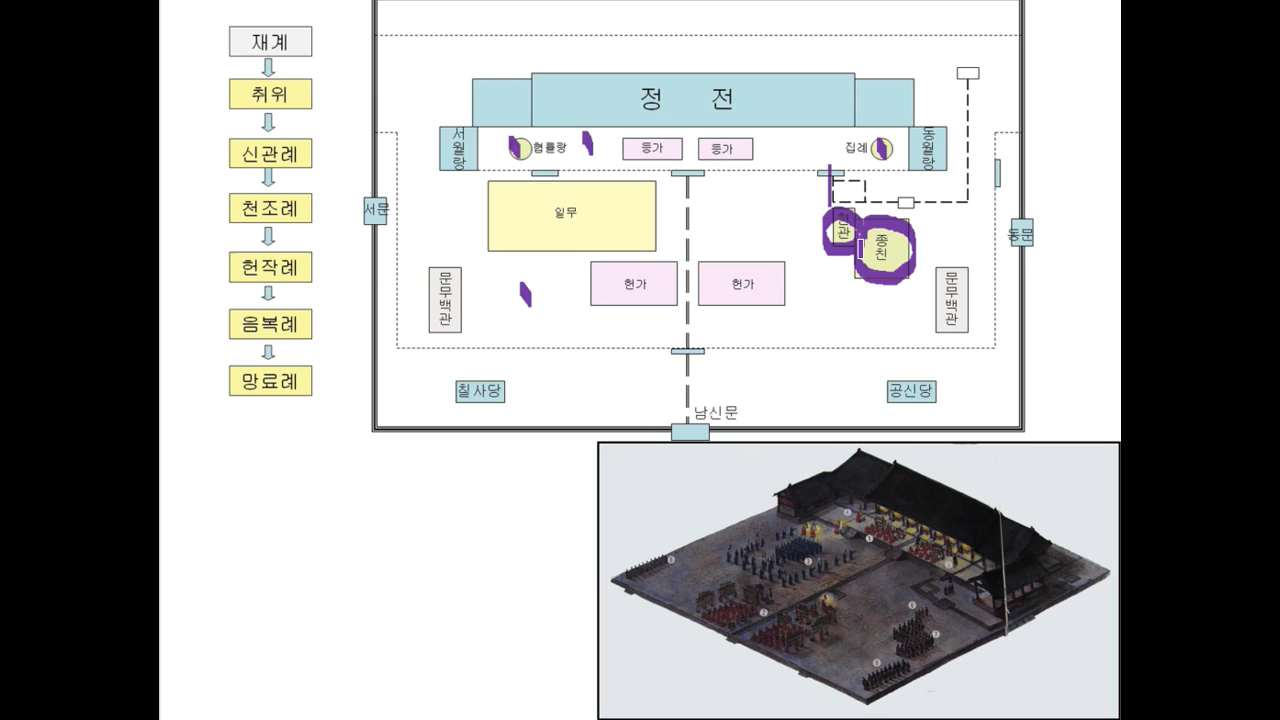 재계
취위
신관례
천조례
헌작례
음복례
망료례
정 전
서월랑
동월랑
협률랑
등가
등가
집례
서문
일무
헌관
종친
동문
문무백관
헌가
헌가
문무백관
칠사당
공신당
남신문